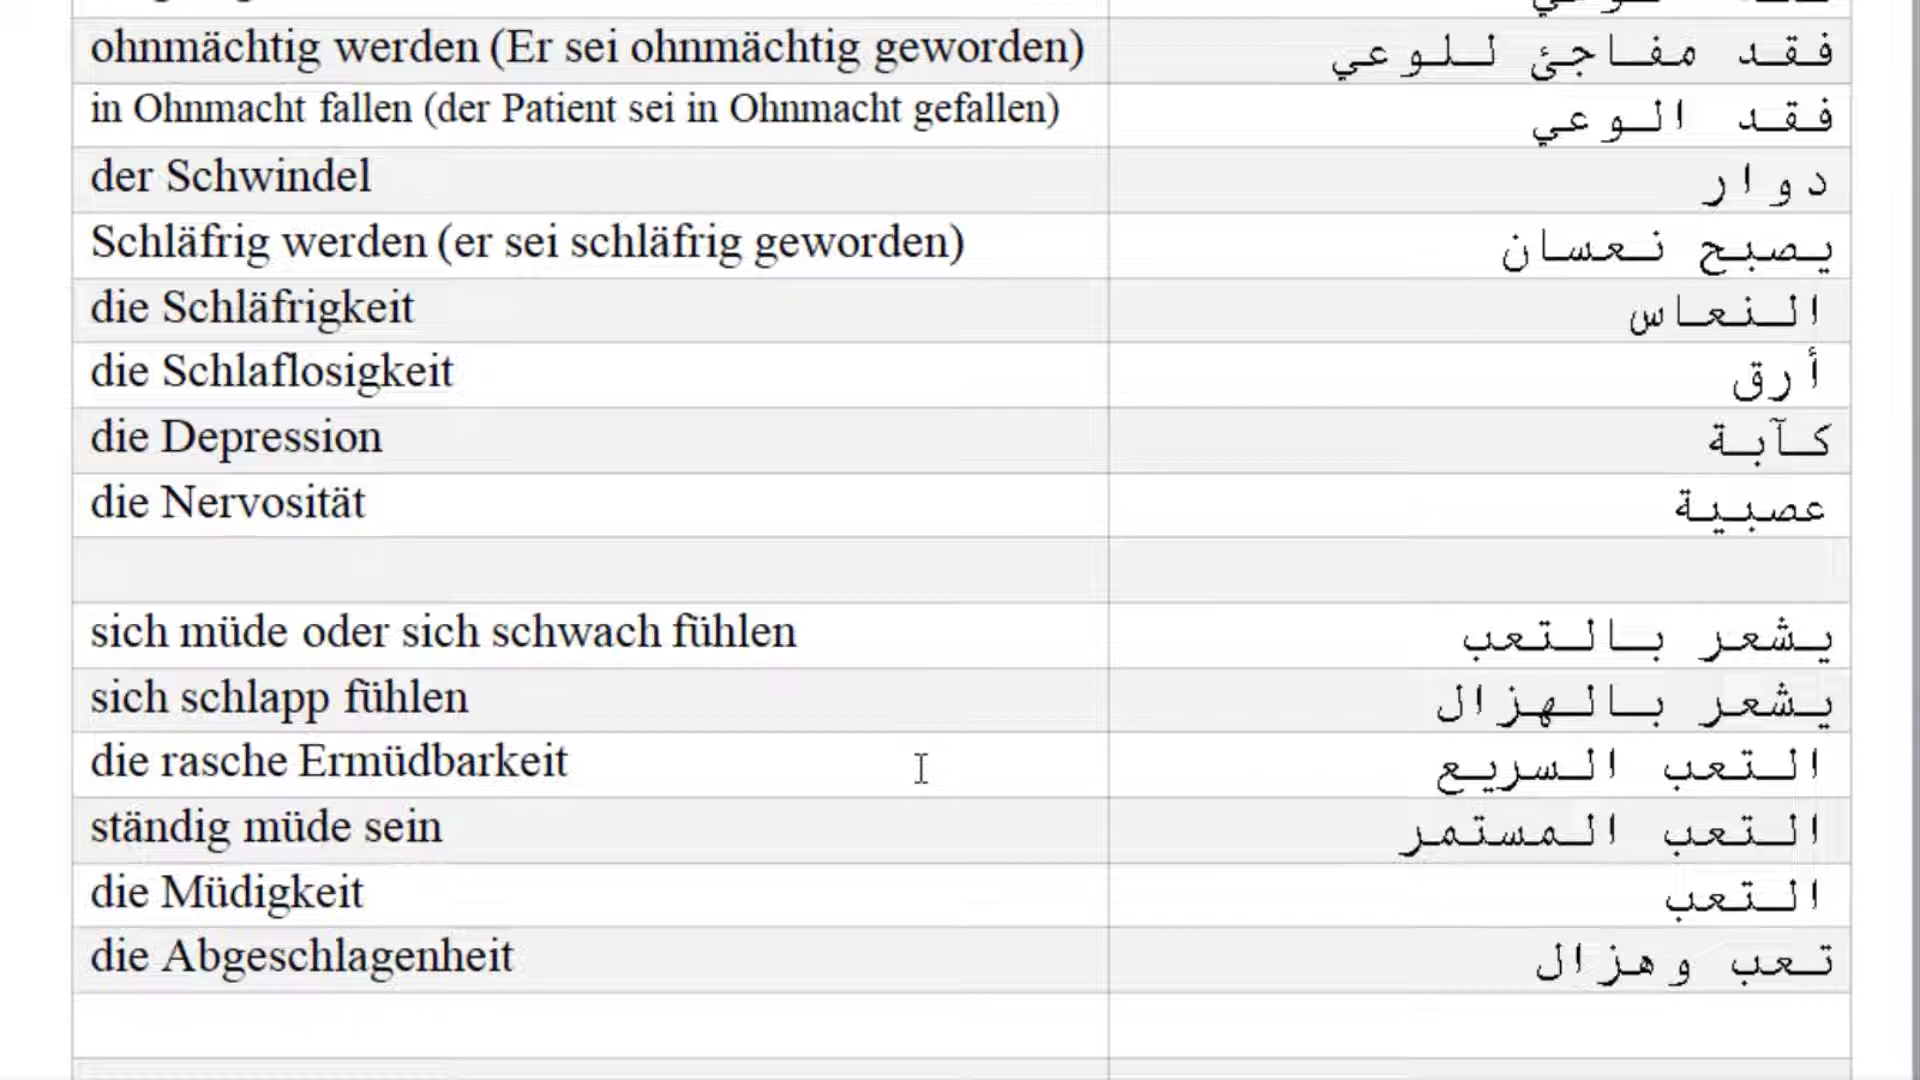 ohnmächtig werden (Er sei ohnmächtig geworden) فقد مفاجئ للوعي
in Ohnmacht fallen (der Patient sei in Ohnmacht gefallen) فقد الوعي
der Schwindel دوار
Schläfrig werden (er sei schläfrig geworden) يصبح نعسان
die Schläfrigkeit النعاس
die Schlaflosigkeit أرق
die Depression كآبة
die Nervosität عصبية
sich müde oder sich schwach fühlen يشعر بالتعب
sich schlapp fühlen يشعر بالهزال
die rasche Ermüdbarkeit التعب السريع
ständig müde sein التعب المستمر
die Müdigkeit التعب
die Abgeschlagenheit تعب وهزال